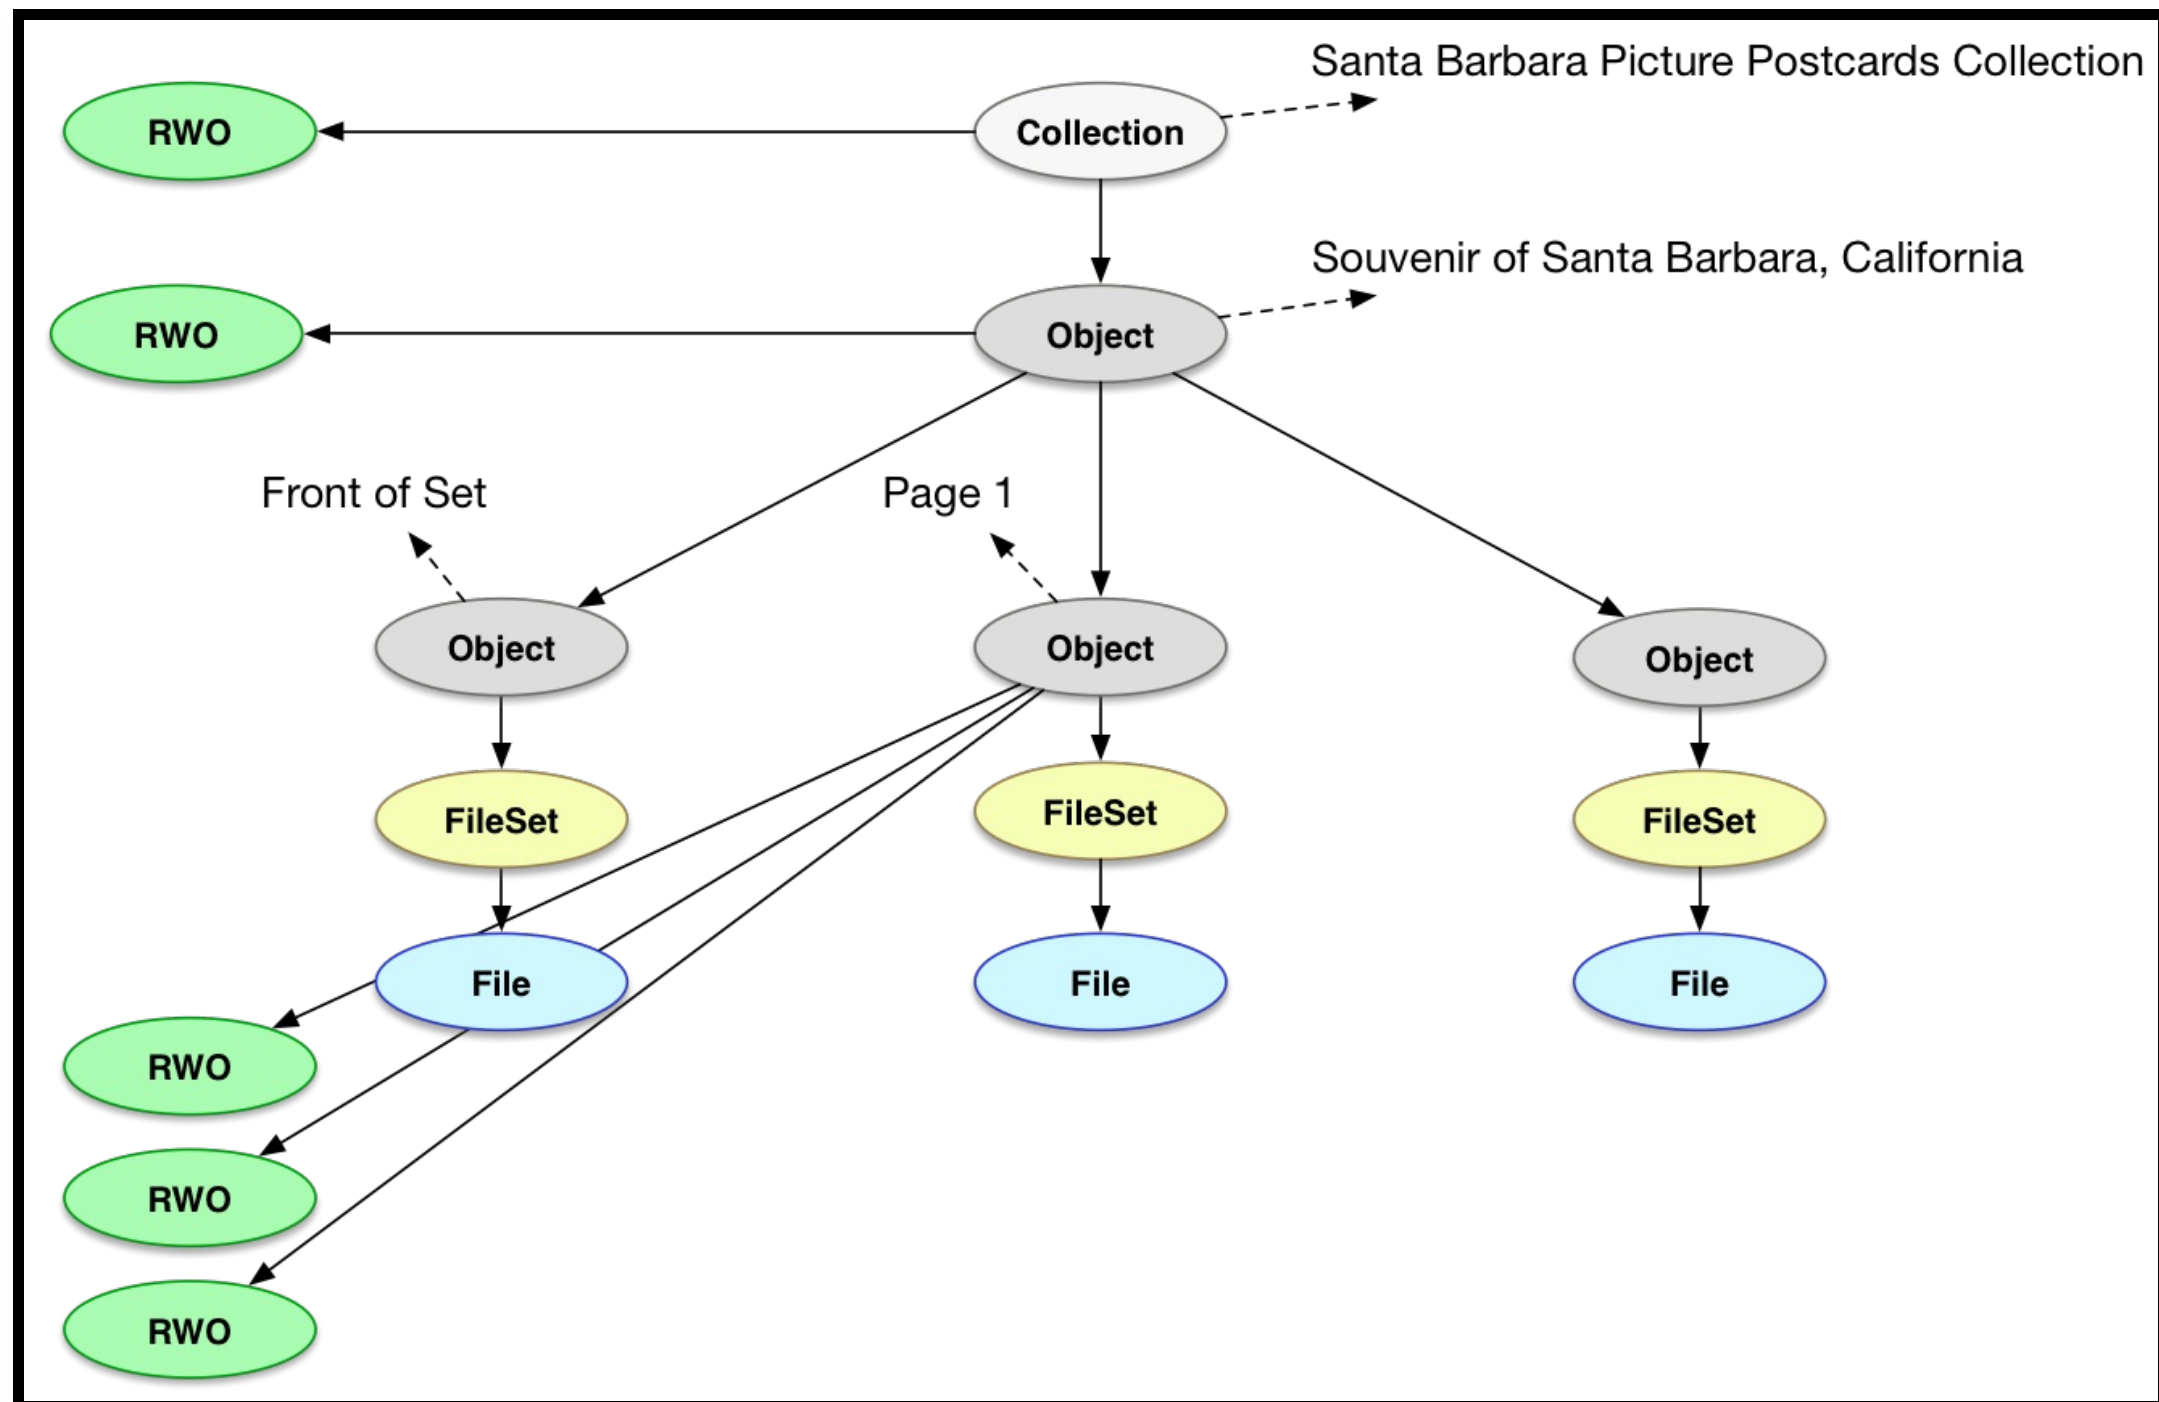 Santa Barbara Picture Postcards Collection
RWO
Collection
Souvenir of Santa Barbara, California
RWO
Object
Front of Set
Page 1
Object
Object
Object
FileSet
FileSet
FileSet
File
File
File
RWO
RWO
RWO